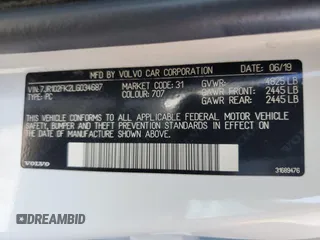 MFD BY VOLVO CAR CORPORATION DATE 06/19
VIN: 7JR102FK2LG034687 MARKET CODE: 31 GVWR: 4825 LB
TYPE: PC COLOUR: 707 GAWR FRONT: 2445 LB
GAWR REAR: 2445 LB
THIS VEHICLE CONFORMS TO ALL APPLICABLE FEDERAL MOTOR VEHICLE
SAFETY, BUMPER AND THEFT PREVENTION STANDARDS IN EFFECT
ON THE DATE OF MANUFACTURE SHOWN ABOVE.
VOLVO
31689476
DREAMBID